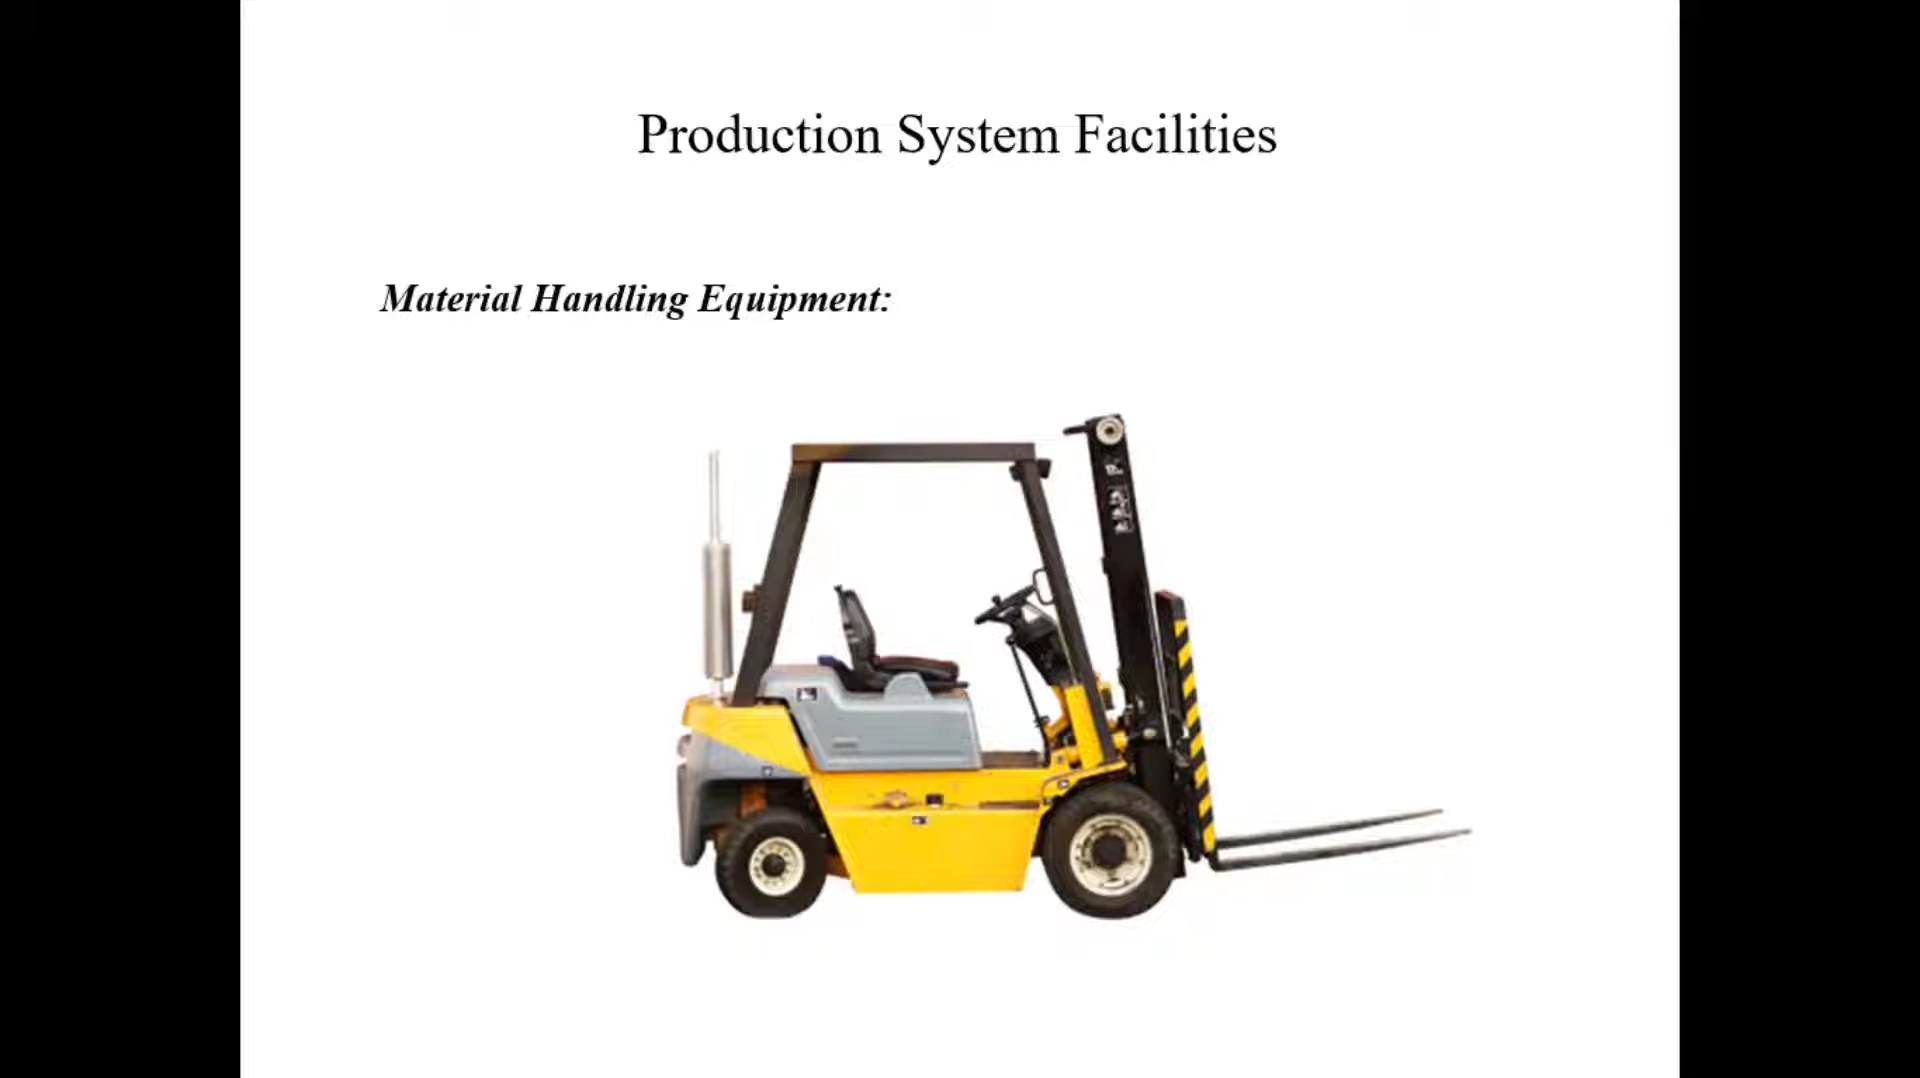 Production System Facilities
Material Handling Equipment: